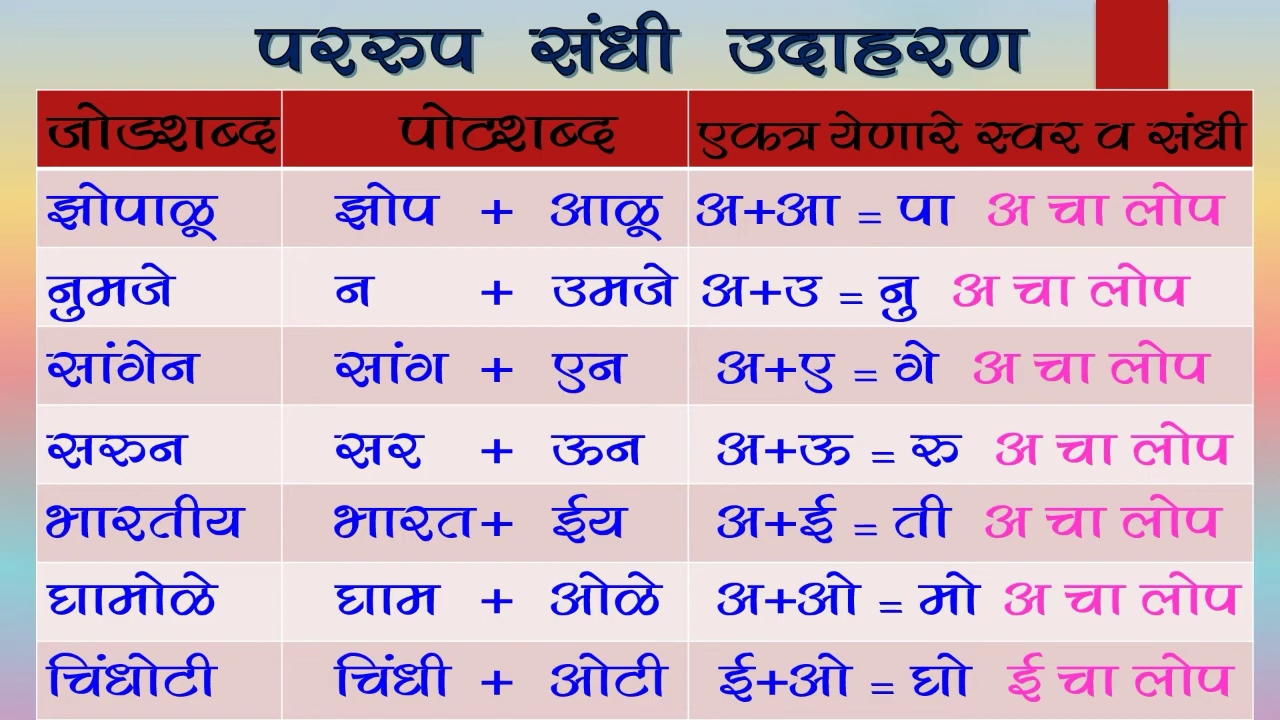 पररुप संधी उदाहरण
जोडशब्द पोटशब्द एकत्र येणारे स्वर व संधी
झोपाळू झोप + आळू अ+आ = पा अ चा लोप
नुमजे न + उमजे अ+उ = नु अ चा लोप
सांगेन सांग + एन अ+ए = गे अ चा लोप
सरुन सर + ऊन अ+ऊ = रु अ चा लोप
भारतीय भारत+ ईय अ+ई = ती अ चा लोप
घामोळे घाम + ओळे अ+ओ = मो अ चा लोप
चिंधोटी चिंधी + ओटी ई+ओ = घो ई चा लोप